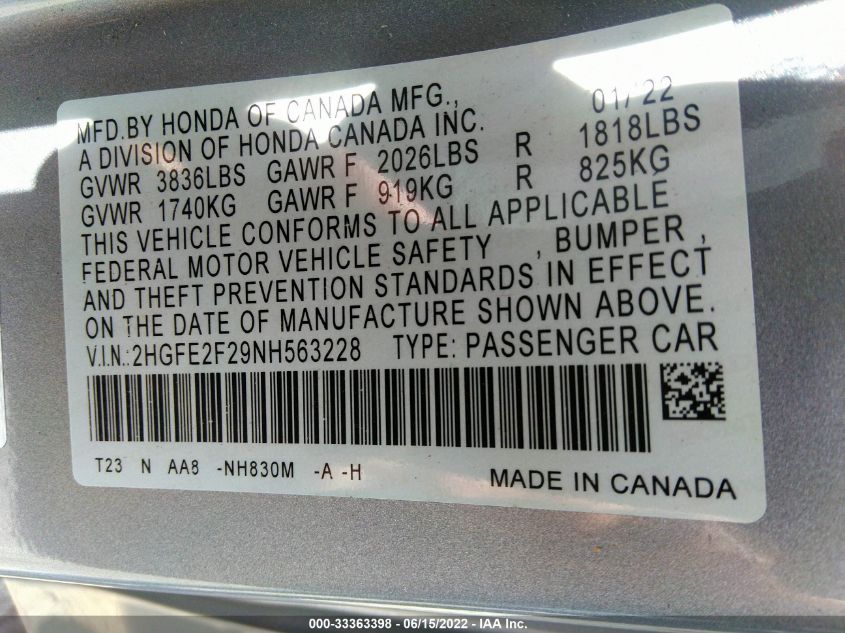 MFD.BY HONDA OF CANADA MFG., 01/22
A DIVISION OF HONDA CANADA INC.
GVWR 3836LBS GAWR F 2026LBS R 1818LBS
GVWR 1740KG GAWR F 919KG R 825KG
THIS VEHICLE CONFORMS TO ALL APPLICABLE
FEDERAL MOTOR VEHICLE SAFETY , BUMPER ,
AND THEFT PREVENTION STANDARDS IN EFFECT
ON THE DATE OF MANUFACTURE SHOWN ABOVE.
V.I.N.:2HGFE2F29NH563228 TYPE: PASSENGER CAR
T23 N AA8 -NH830M -A -H MADE IN CANADA
000-33363398 - 06/15/2022 - IAA Inc.